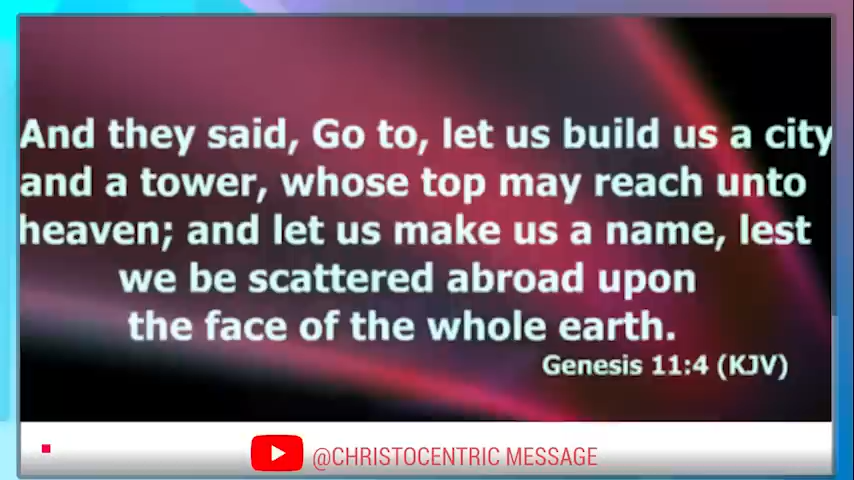 And they said, Go to, let us build us a city
and a tower, whose top may reach unto
heaven; and let us make us a name, lest
we be scattered abroad upon
the face of the whole earth.
Genesis 11:4 (KJV)
@CHRISTOCENTRIC MESSAGE